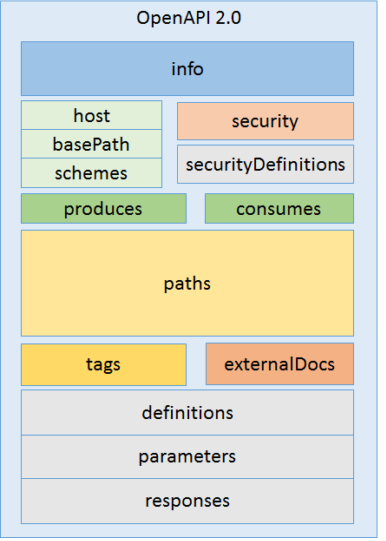 OpenAPI 2.0
info
host
basePath
schemes
security
securityDefinitions
produces
consumes
paths
tags
externalDocs
definitions
parameters
responses